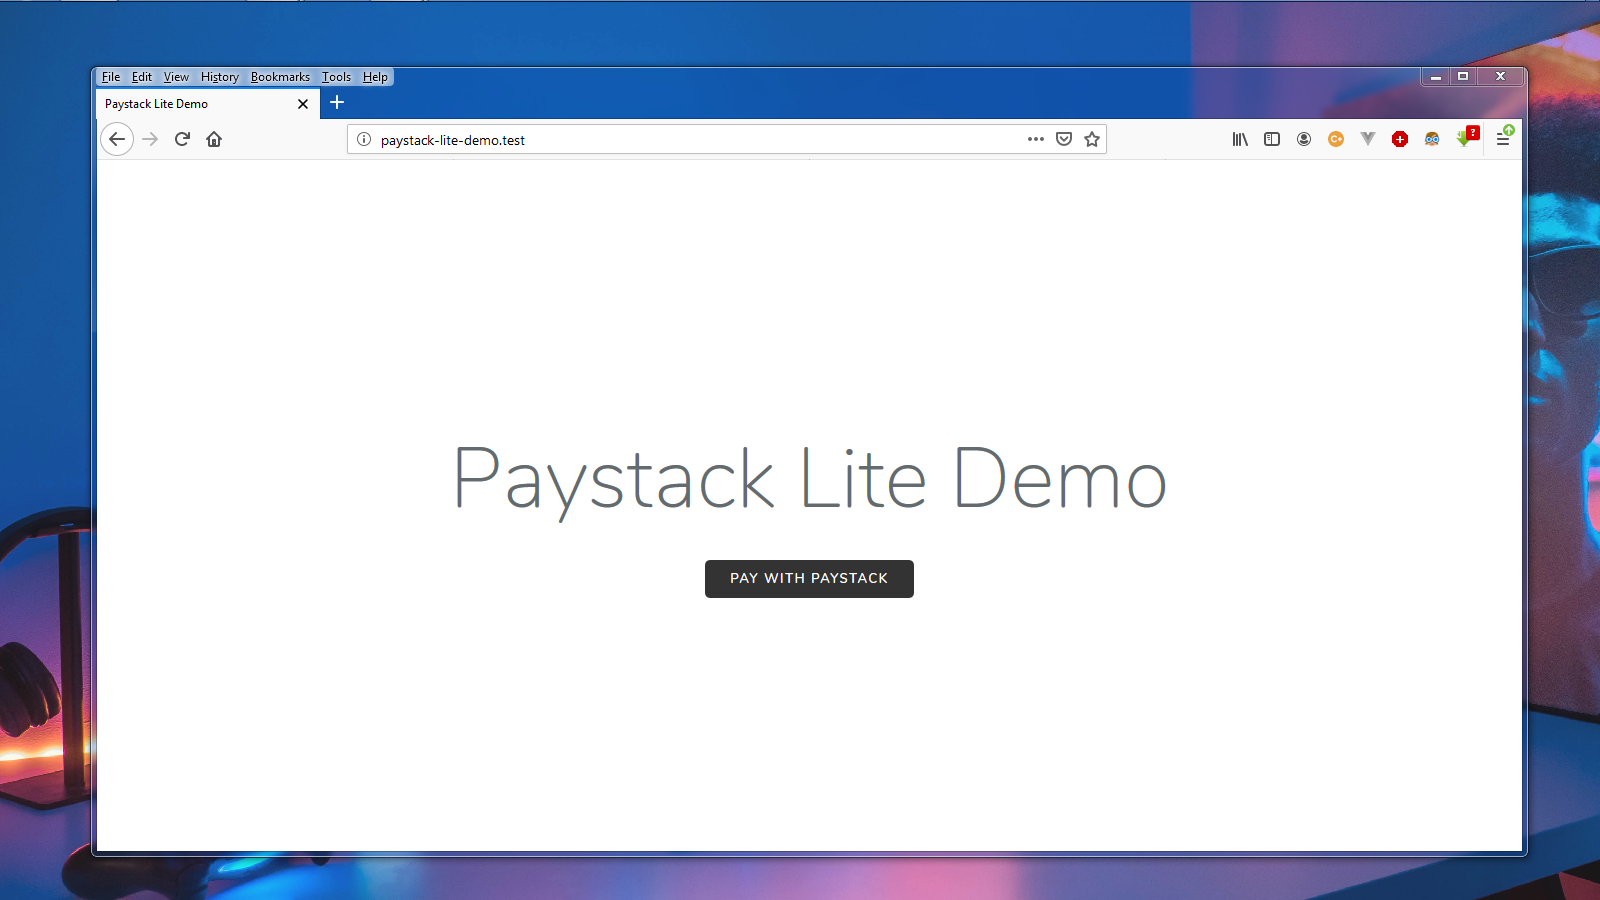 File Edit View History Bookmarks Tools Help
Paystack Lite Demo
paystack-lite-demo.test
C+
?
Paystack Lite Demo
PAY WITH PAYSTACK